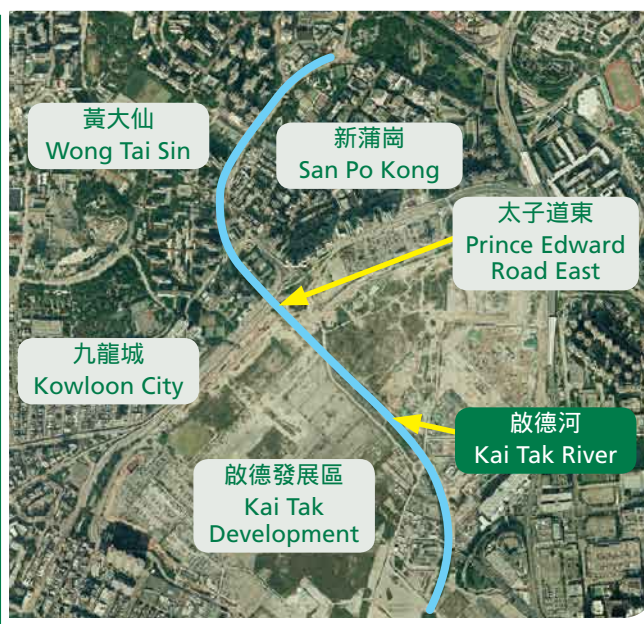 黃大仙
Wong Tai Sin
新蒲崗
San Po Kong
太子道東
Prince Edward
Road East
九龍城
Kowloon City
啟德河
Kai Tak River
啟德發展區
Kai Tak
Development